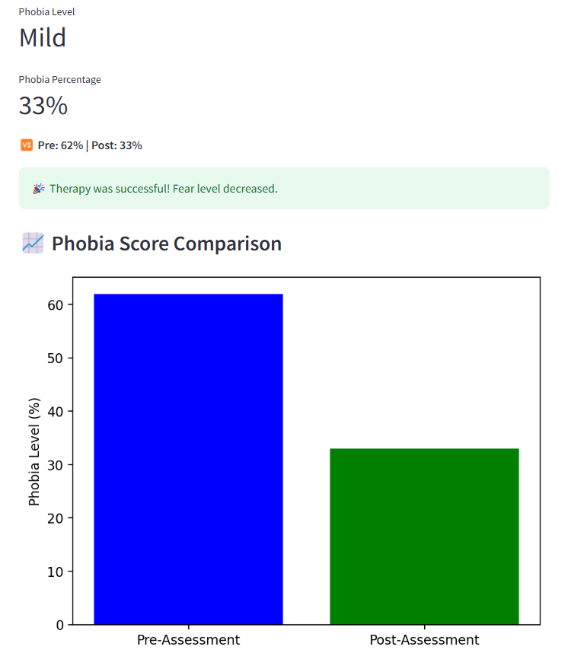 Phobia Level
Mild
Phobia Percentage
33%
🆚 Pre: 62% | Post: 33%
🎉 Therapy was successful! Fear level decreased.
📈 Phobia Score Comparison
60
50
40
30
20
10
0
Phobia Level (%)
Pre-Assessment
Post-Assessment